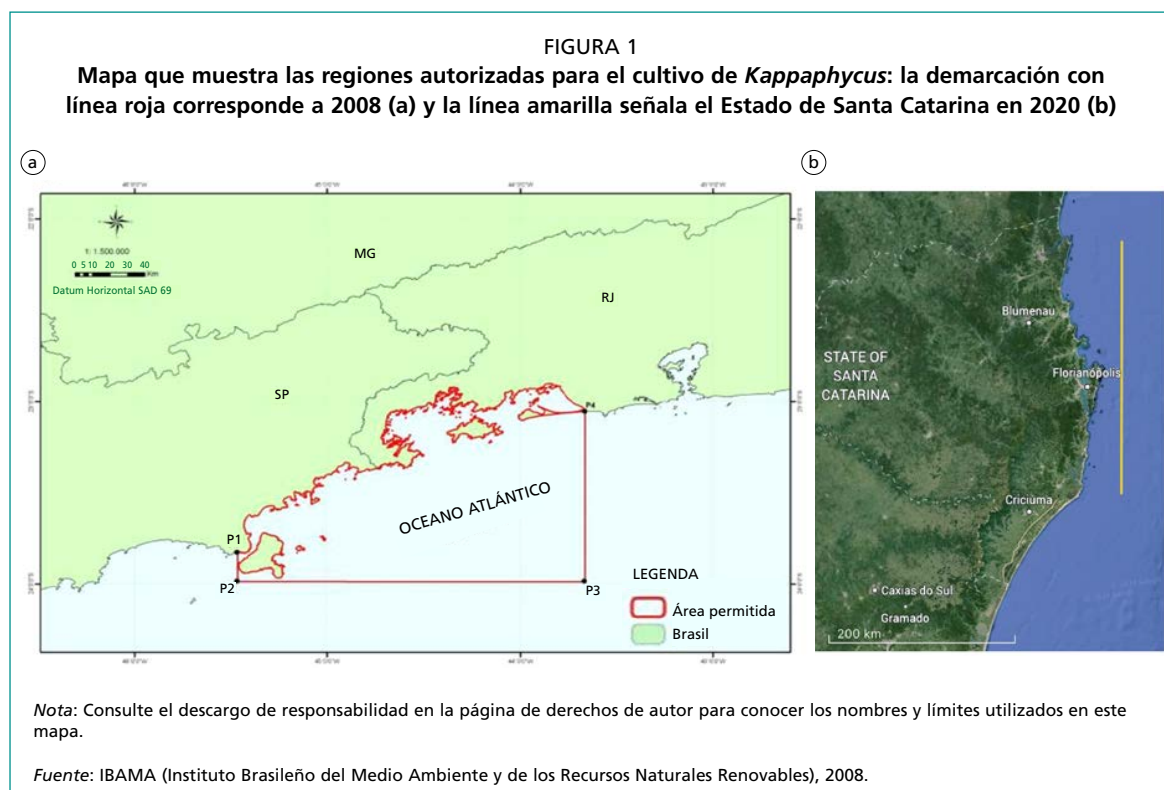 FIGURA 1
Mapa que muestra las regiones autorizadas para el cultivo de Kappaphycus: la demarcación con
línea roja corresponde a 2008 (a) y la línea amarilla señala el Estado de Santa Catarina en 2020 (b)
a
b
1: 1.500.000
0 5 10 20 30 40
Km
Datum Horizontal SAD 69
MG
RJ
SP
P4
OCEANO ATLÁNTICO
P1
P2
P3
LEGENDA
Área permitida
Brasil
Blumenau
STATE OF
SANTA
CATARINA
Florianópolis
Criciúma
Caxias do Sul
Gramado
200 km
Nota: Consulte el descargo de responsabilidad en la página de derechos de autor para conocer los nombres y límites utilizados en este
mapa.
Fuente: IBAMA (Instituto Brasileño del Medio Ambiente y de los Recursos Naturales Renovables), 2008.